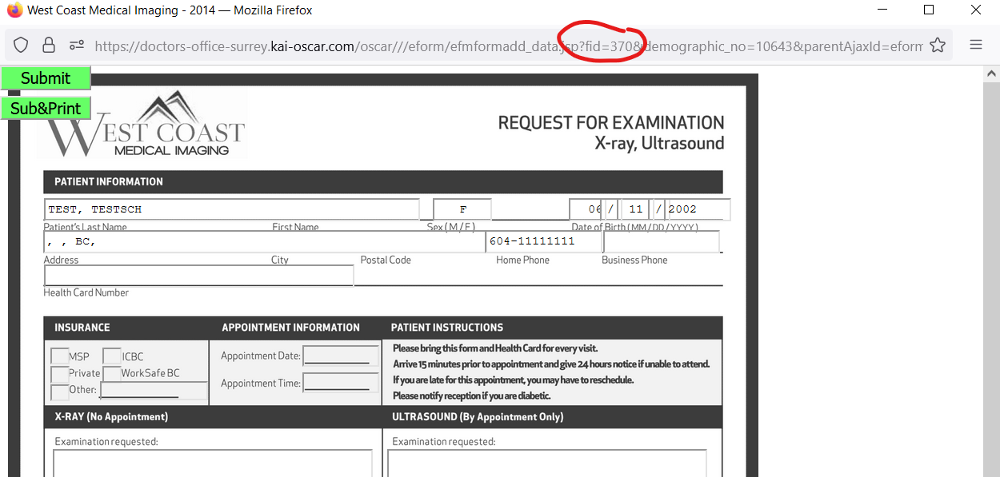 West Coast Medical Imaging - 2014 — Mozilla Firefox
https://doctors-office-surrey.kai-oscar.com/oscar///eform/efmformadd_data.jsp?fid=370&demographic_no=10643&parentAjaxId=eform
Submit
Sub&Print
WEST COAST
MEDICAL IMAGING
REQUEST FOR EXAMINATION
X-ray, Ultrasound
PATIENT INFORMATION
TEST, TESTSCH F 06 / 11 / 2002
Patient's Last Name First Name Sex (M / F) Date of Birth (MM / DD / YYYY)
, , BC, 604-11111111
Address City Postal Code Home Phone Business Phone
Health Card Number
INSURANCE APPOINTMENT INFORMATION PATIENT INSTRUCTIONS
MSP ICBC Appointment Date: Please bring this form and Health Card for every visit.
Private WorkSafe BC Arrive 15 minutes prior to appointment and give 24 hours notice if unable to attend.
Other: Appointment Time: If you are late for this appointment, you may have to reschedule.
Please notify reception if you are diabetic.
X-RAY (No Appointment) ULTRASOUND (By Appointment Only)
Examination requested: Examination requested: